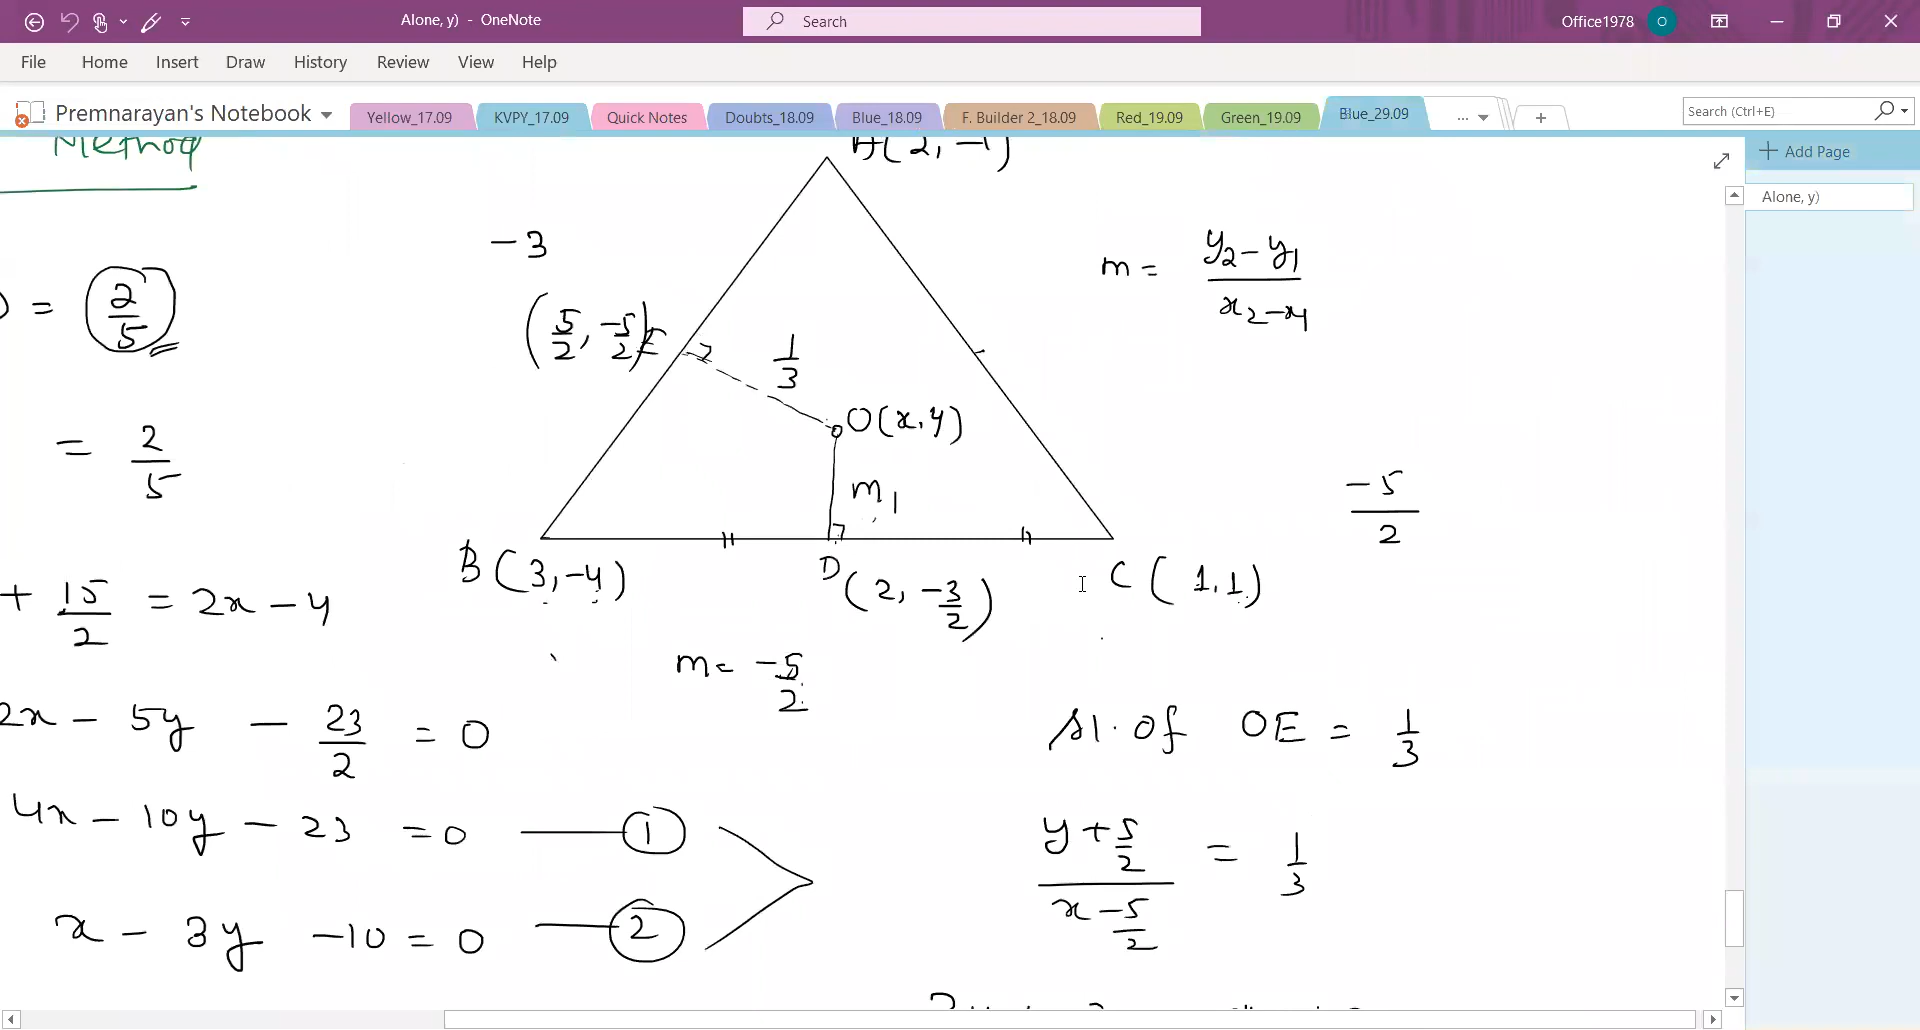 Alone, y) - OneNote
Search
Office1978
O
File Home Insert Draw History Review View Help
Premnarayan's Notebook
Yellow_17.09 KVPY_17.09 Quick Notes Doubts_18.09 Blue_18.09 F. Builder 2_18.09 Red_19.09 Green_19.09 Blue_29.09 ... +
Search (Ctrl+E)
Add Page
Alone, y)
Method
A(2, -1)
-3
m = y2-y1 / x2-x1
= 2/5
(5/2, -5/2) E
1/3
O(x, y)
= 2/5
m1
-5/2
B (3, -4)
D (2, -3/2)
C (1, 1)
+ 15/2 = 2x - 4
m = -5/2
2x - 5y - 23/2 = 0
Sl. of OE = 1/3
4x - 10y - 23 = 0 — 1
y + 5/2 / x - 5/2 = 1/3
x - 3y - 10 = 0 — 2